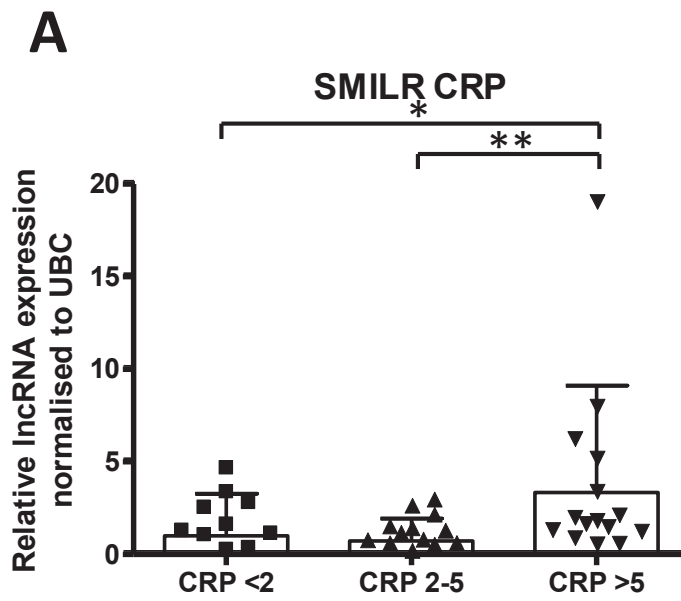 A
SMILR CRP
*
**
Relative lncRNA expression
normalised to UBC
20
15
10
5
0
CRP <2
CRP 2-5
CRP >5